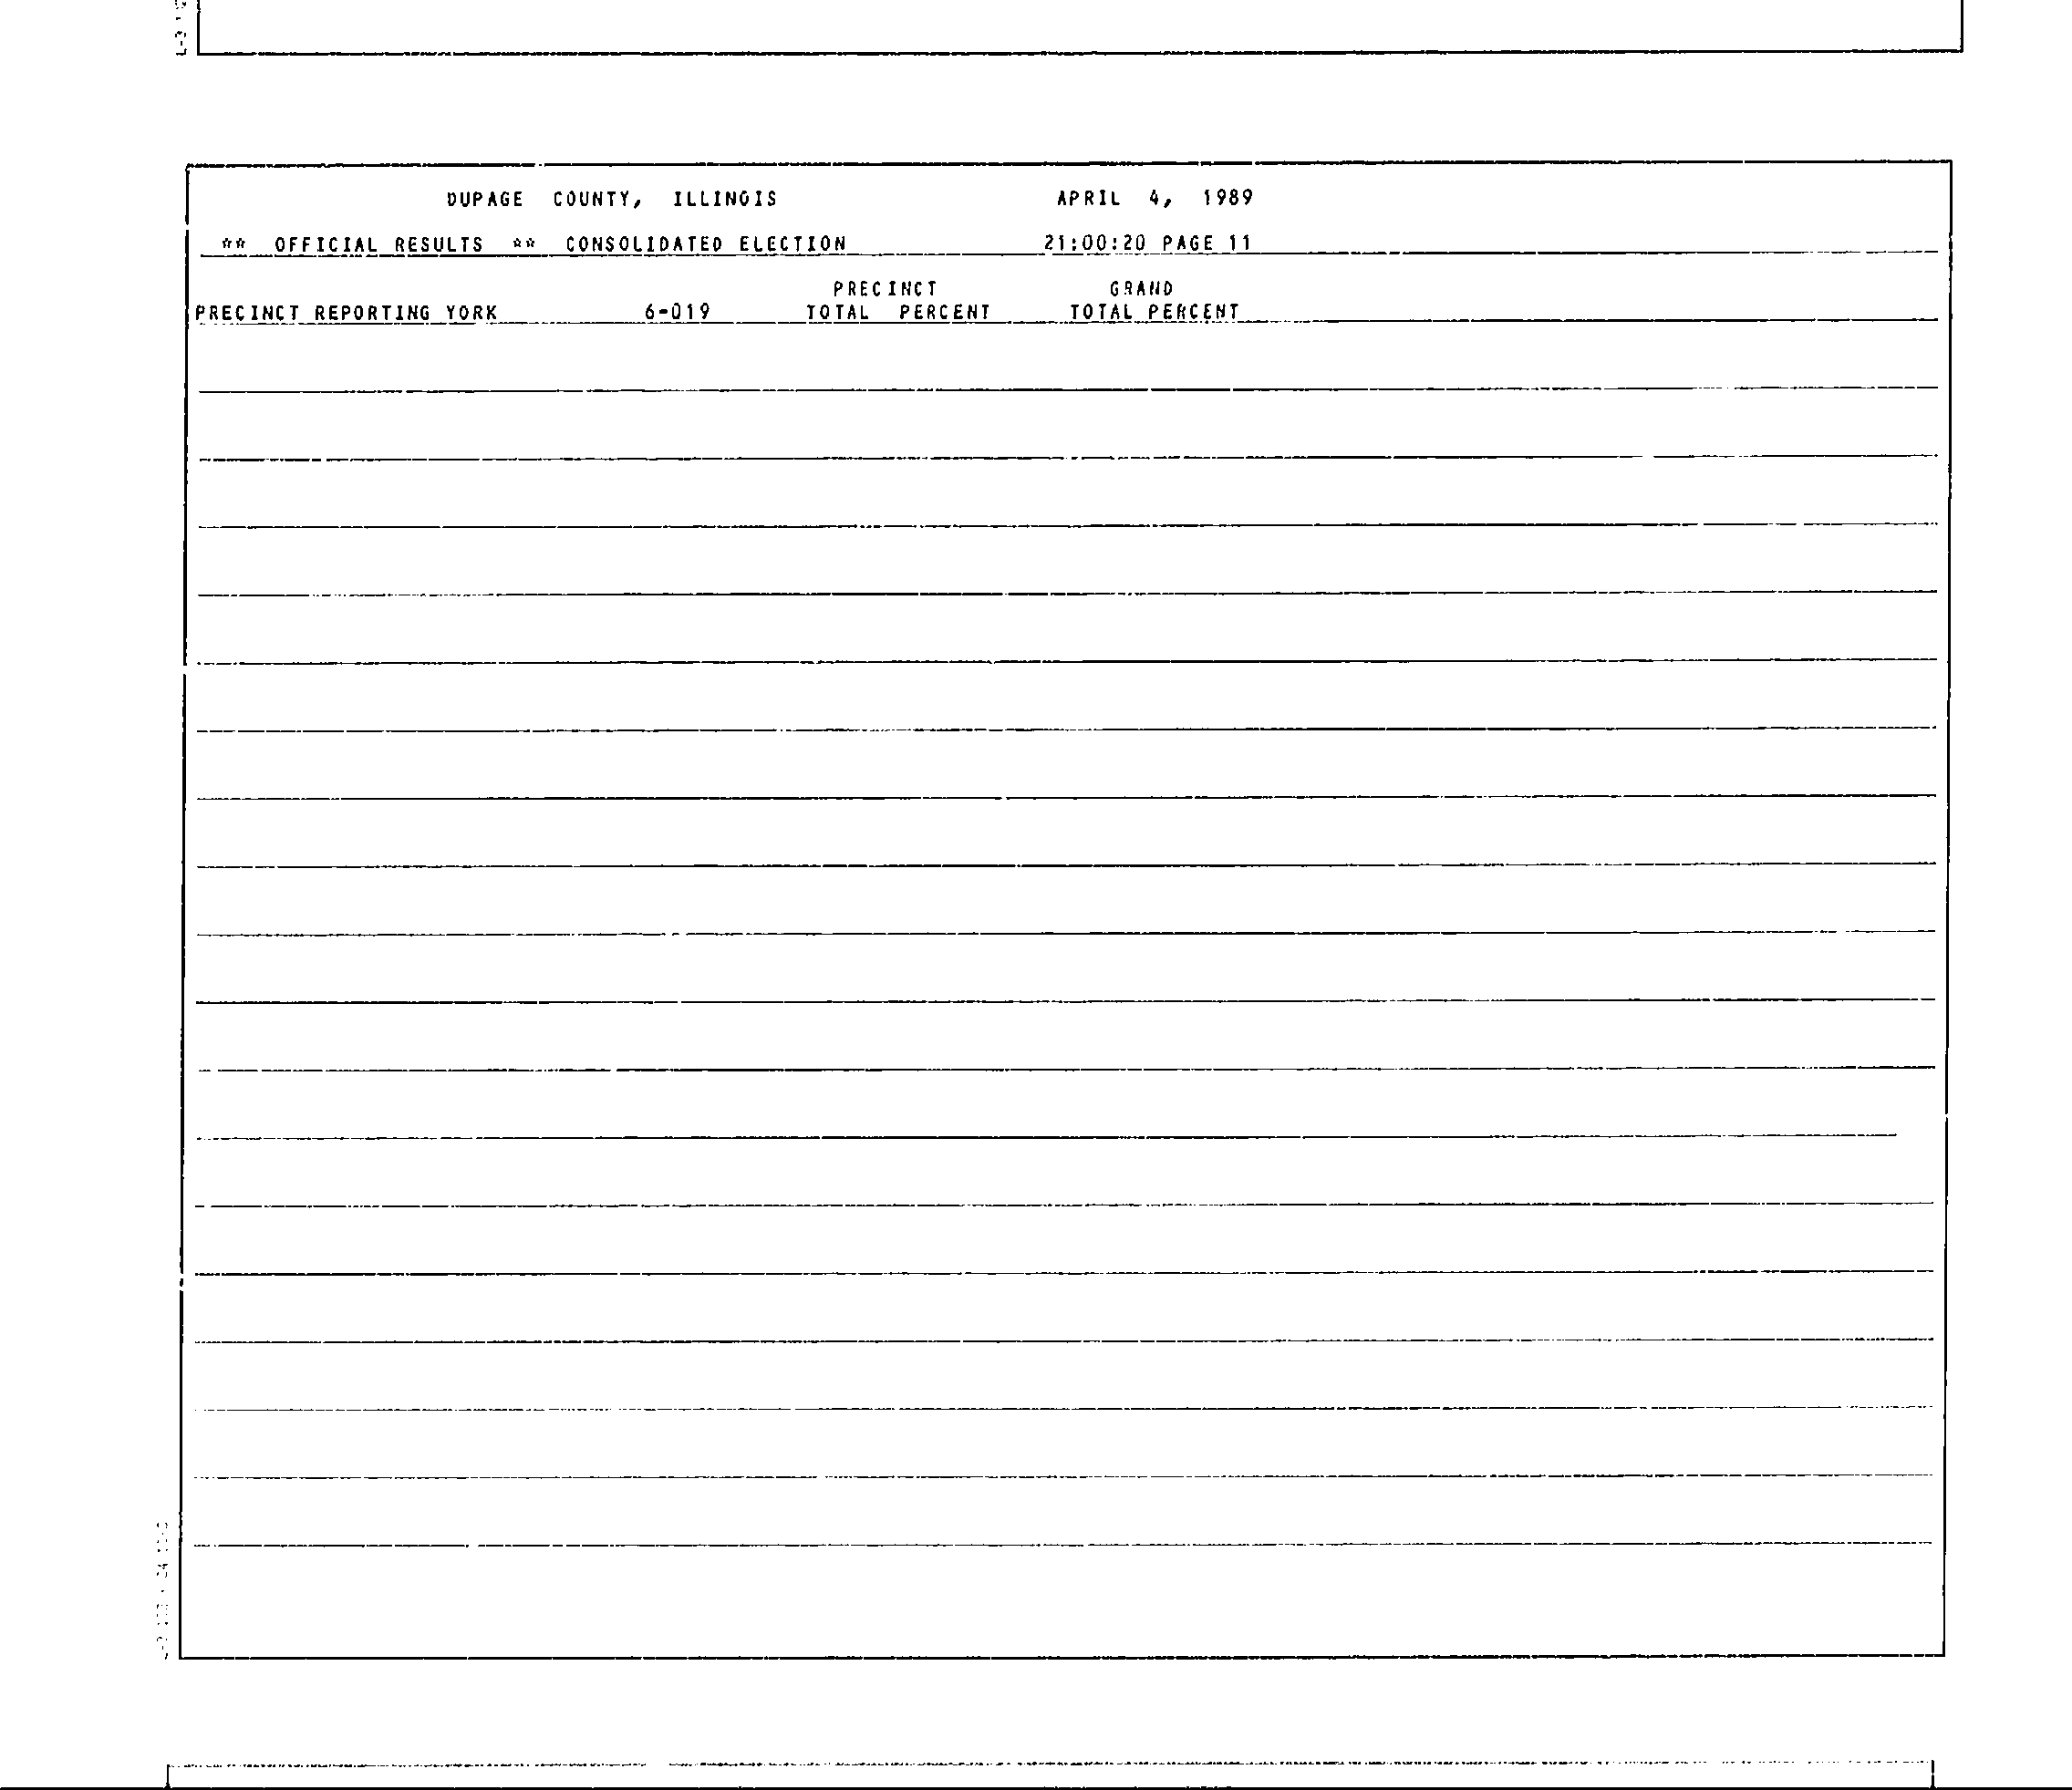 DUPAGE COUNTY, ILLINOIS APRIL 4, 1989
** OFFICIAL RESULTS ** CONSOLIDATED ELECTION 21:00:20 PAGE 11
PRECINCT GRAND
PRECINCT REPORTING YORK 6-019 TOTAL PERCENT TOTAL PERCENT